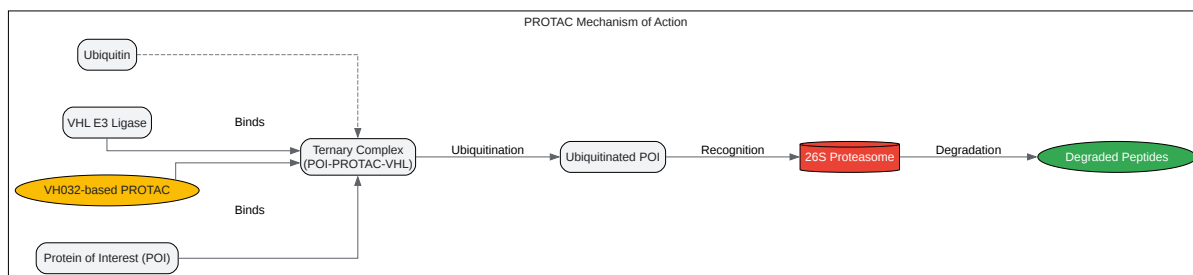 PROTAC Mechanism of Action
Ubiquitin
VHL E3 Ligase
Binds
VH032-based PROTAC
Binds
Protein of Interest (POI)
Ternary Complex
(POI-PROTAC-VHL)
Ubiquitination
Ubiquitinated POI
Recognition
26S Proteasome
Degradation
Degraded Peptides